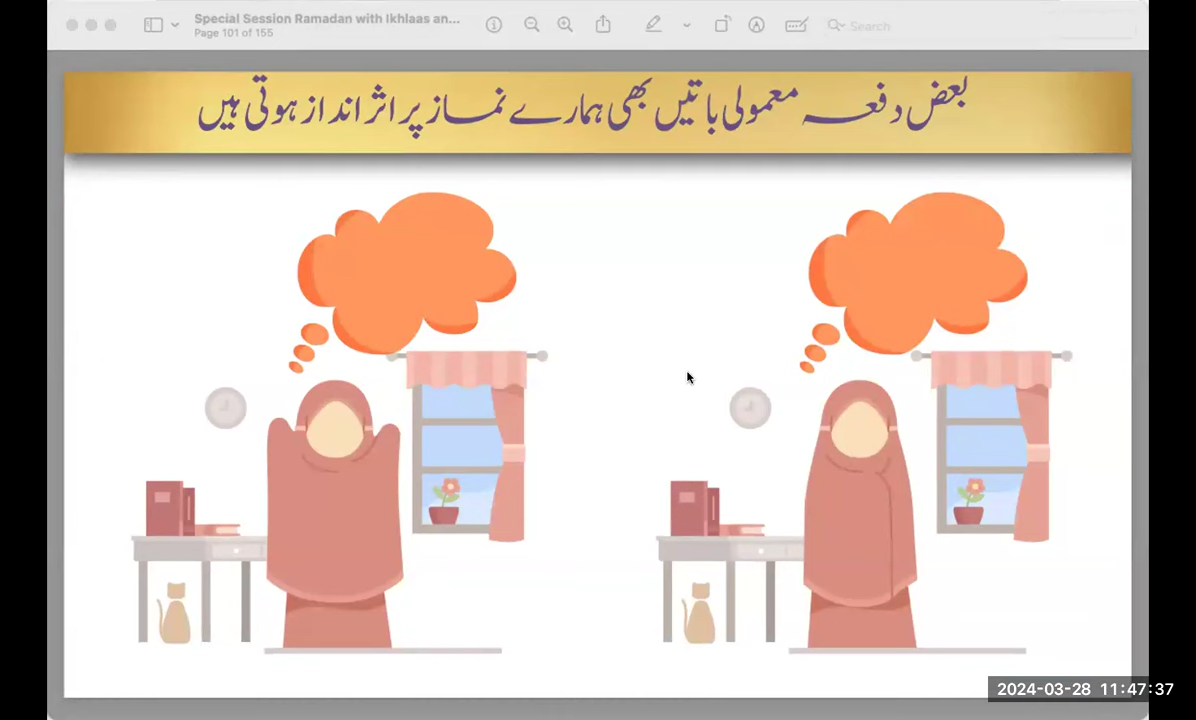 Special Session Ramadan with Ikhlaas an...
Page 101 of 155
Search
بعض دفعہ معمولی باتیں بھی ہمارے نماز پر اثر انداز ہوتی ہیں
2024-03-28 11:47:37